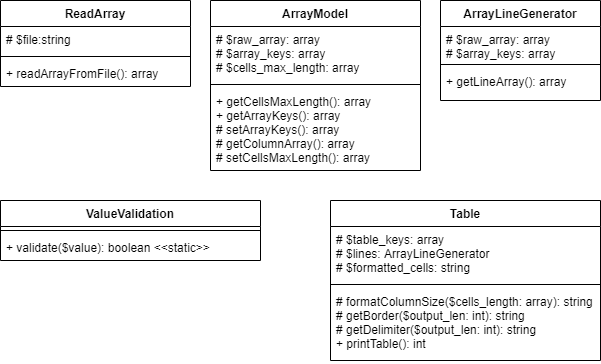 ReadArray
# $file:string
+ readArrayFromFile(): array
ArrayModel
# $raw_array: array
# $array_keys: array
# $cells_max_length: array
+ getCellsMaxLength(): array
+ getArrayKeys(): array
# setArrayKeys(): array
# getColumnArray(): array
# setCellsMaxLength(): array
ArrayLineGenerator
# $raw_array: array
# $array_keys: array
+ getLineArray(): array
ValueValidation
+ validate($value): boolean <<static>>
Table
# $table_keys: array
# $lines: ArrayLineGenerator
# $formatted_cells: string
# formatColumnSize($cells_length: array): string
# getBorder($output_len: int): string
# getDelimiter($output_len: int): string
+ printTable(): int